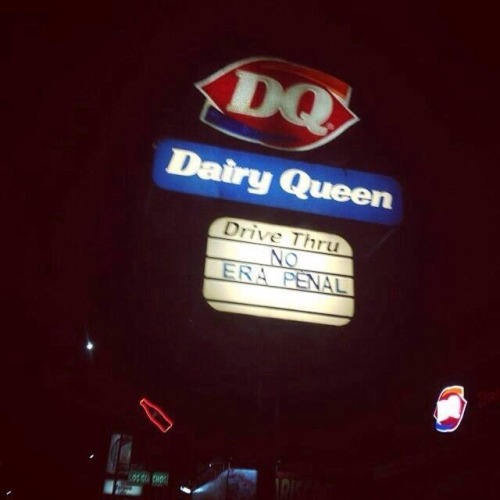 DQ
Dairy Queen
Drive Thru
NO
ERA PENAL